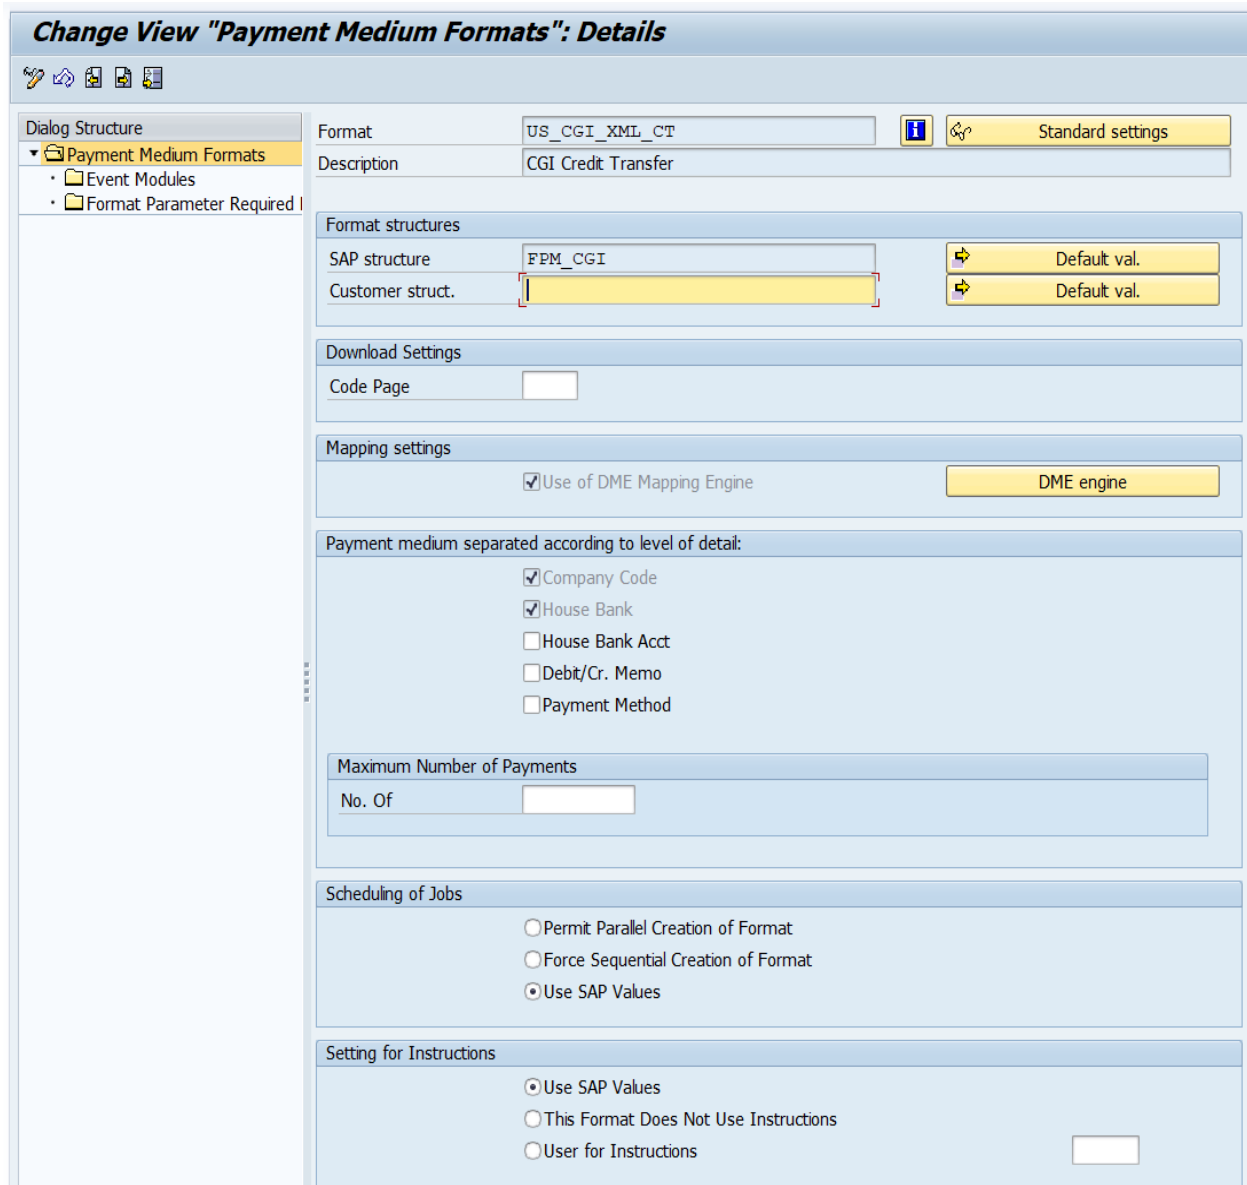 Change View "Payment Medium Formats": Details
Dialog Structure
Payment Medium Formats
Event Modules
Format Parameter Required
Format US_CGI_XML_CT Standard settings
Description CGI Credit Transfer
Format structures
SAP structure FPM_CGI Default val.
Customer struct. Default val.
Download Settings
Code Page
Mapping settings
Use of DME Mapping Engine DME engine
Payment medium separated according to level of detail:
Company Code
House Bank
House Bank Acct
Debit/Cr. Memo
Payment Method
Maximum Number of Payments
No. Of
Scheduling of Jobs
Permit Parallel Creation of Format
Force Sequential Creation of Format
Use SAP Values
Setting for Instructions
Use SAP Values
This Format Does Not Use Instructions
User for Instructions